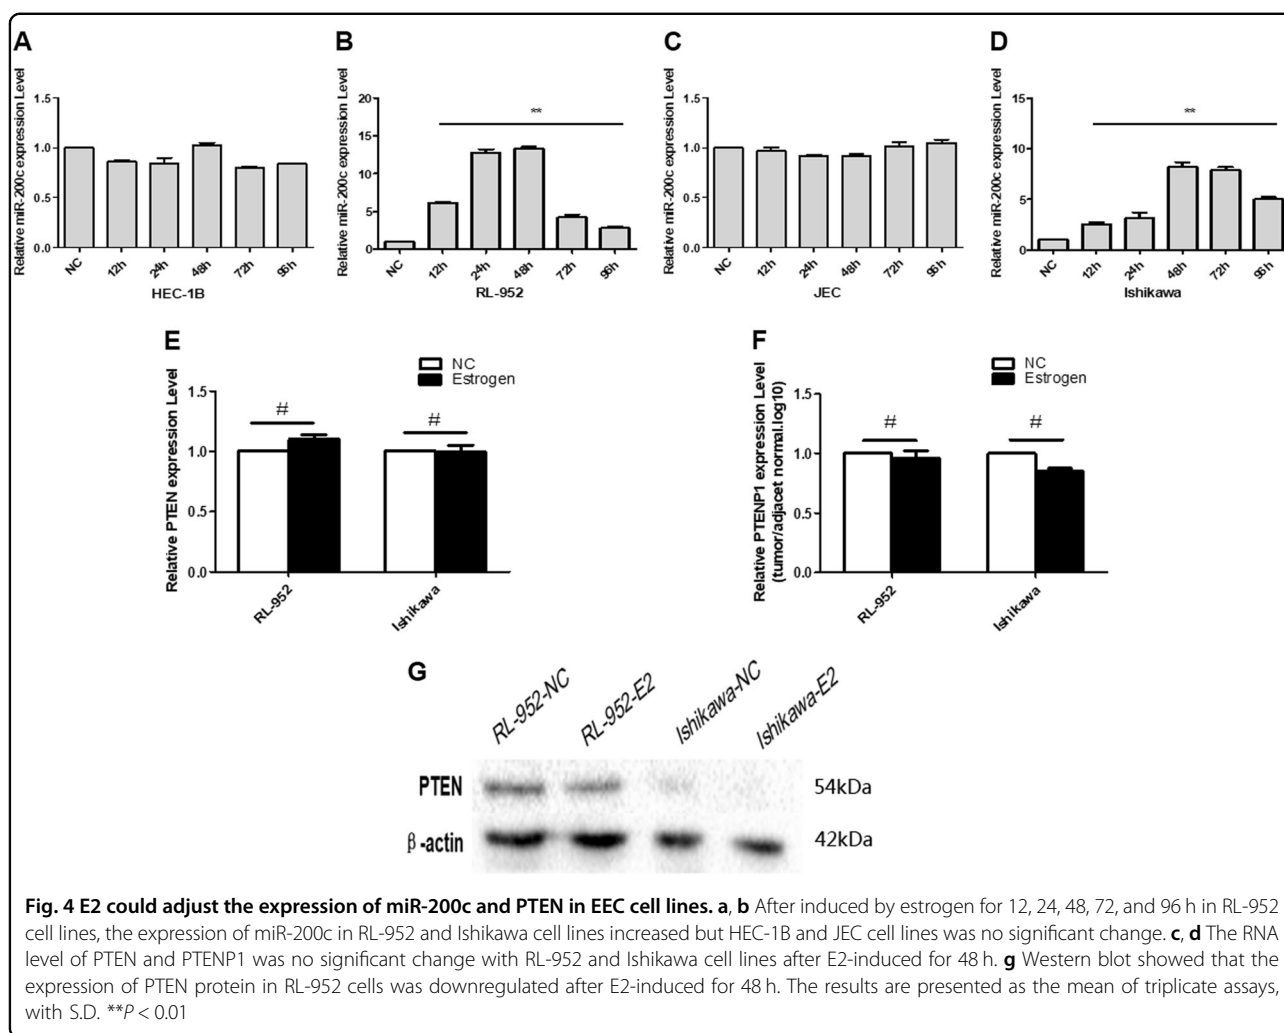 A
Relative miR-200c expression Level
1.5
1.0
0.5
0.0
NC
12h
24h
48h
72h
96h
HEC-1B
B
Relative miR-200c expression Level
20
15
10
5
0
**
NC
12h
24h
48h
72h
96h
RL-952
C
Relative miR-200c expression Level
1.5
1.0
0.5
0.0
NC
12h
24h
48h
72h
96h
JEC
D
Relative miR-200c expression Level
15
10
5
0
**
NC
12h
24h
48h
72h
96h
Ishikawa
E
NC
Estrogen
Relative PTEN expression Level
1.5
1.0
0.5
0.0
#
#
RL-952
Ishikawa
F
NC
Estrogen
Relative PTENP1 expression Level
(tumor/adjacet normal.log10)
1.5
1.0
0.5
0.0
#
#
RL-952
Ishikawa
G
RL-952-NC
RL-952-E2
Ishikawa-NC
Ishikawa-E2
PTEN
54kDa
β-actin
42kDa
Fig. 4 E2 could adjust the expression of miR-200c and PTEN in EEC cell lines. a, b After induced by estrogen for 12, 24, 48, 72, and 96 h in RL-952
cell lines, the expression of miR-200c in RL-952 and Ishikawa cell lines increased but HEC-1B and JEC cell lines was no significant change. c, d The RNA
level of PTEN and PTENP1 was no significant change with RL-952 and Ishikawa cell lines after E2-induced for 48 h. g Western blot showed that the
expression of PTEN protein in RL-952 cells was downregulated after E2-induced for 48 h. The results are presented as the mean of triplicate assays,
with S.D. **P < 0.01